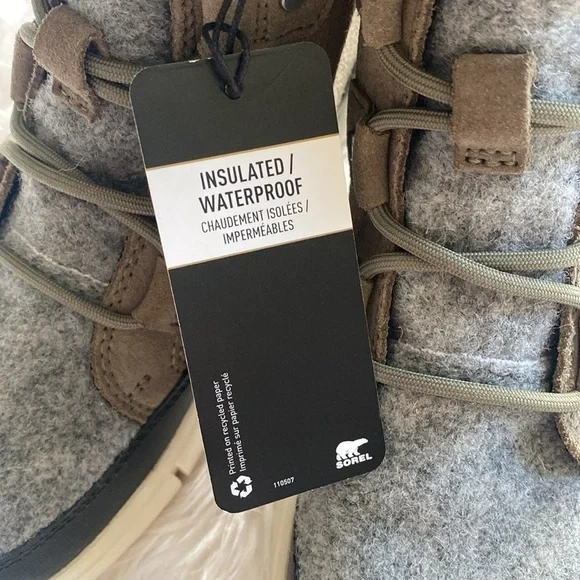 INSULATED /
WATERPROOF
CHAUDEMENT ISOLÉES /
IMPERMÉABLES
Printed on recycled paper
Imprimé sur papier recyclé
110507
SOREL